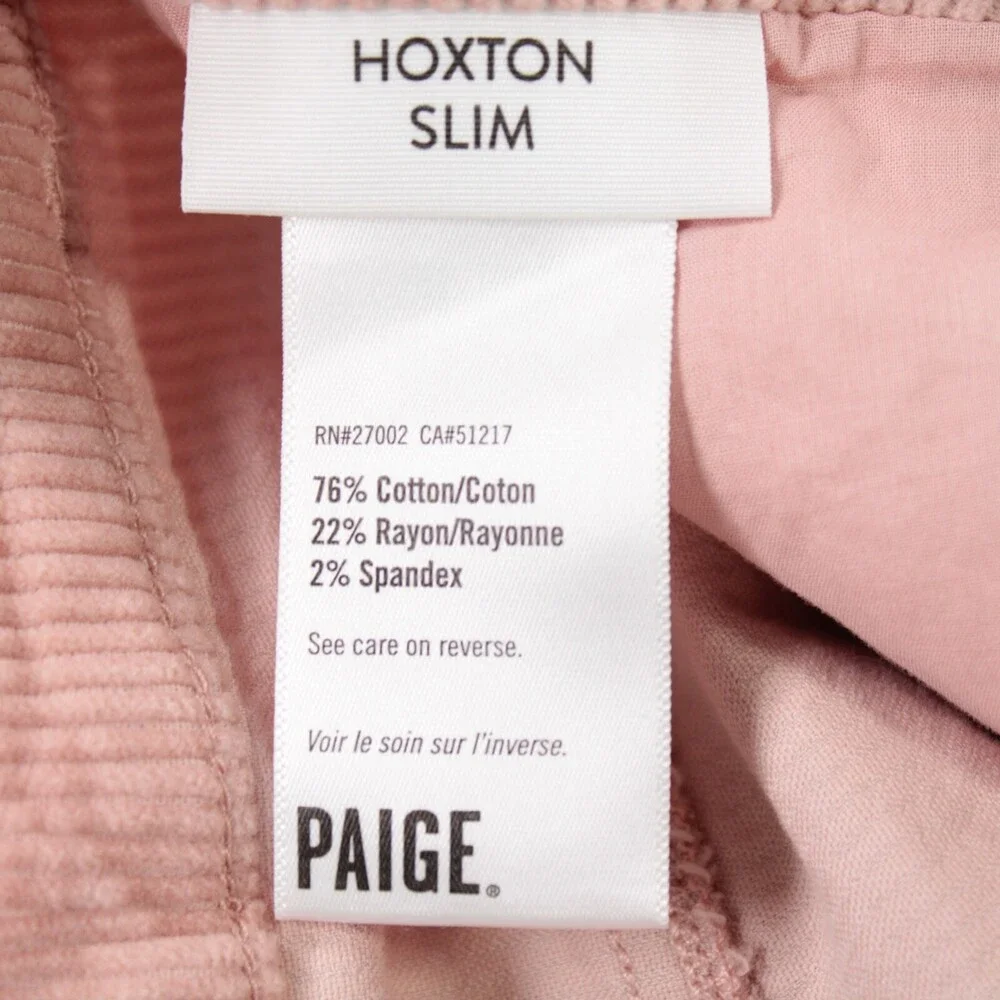 HOXTON
SLIM
RN#27002 CA#51217
76% Cotton/Coton
22% Rayon/Rayonne
2% Spandex
See care on reverse.
Voir le soin sur l'inverse.
PAIGE®